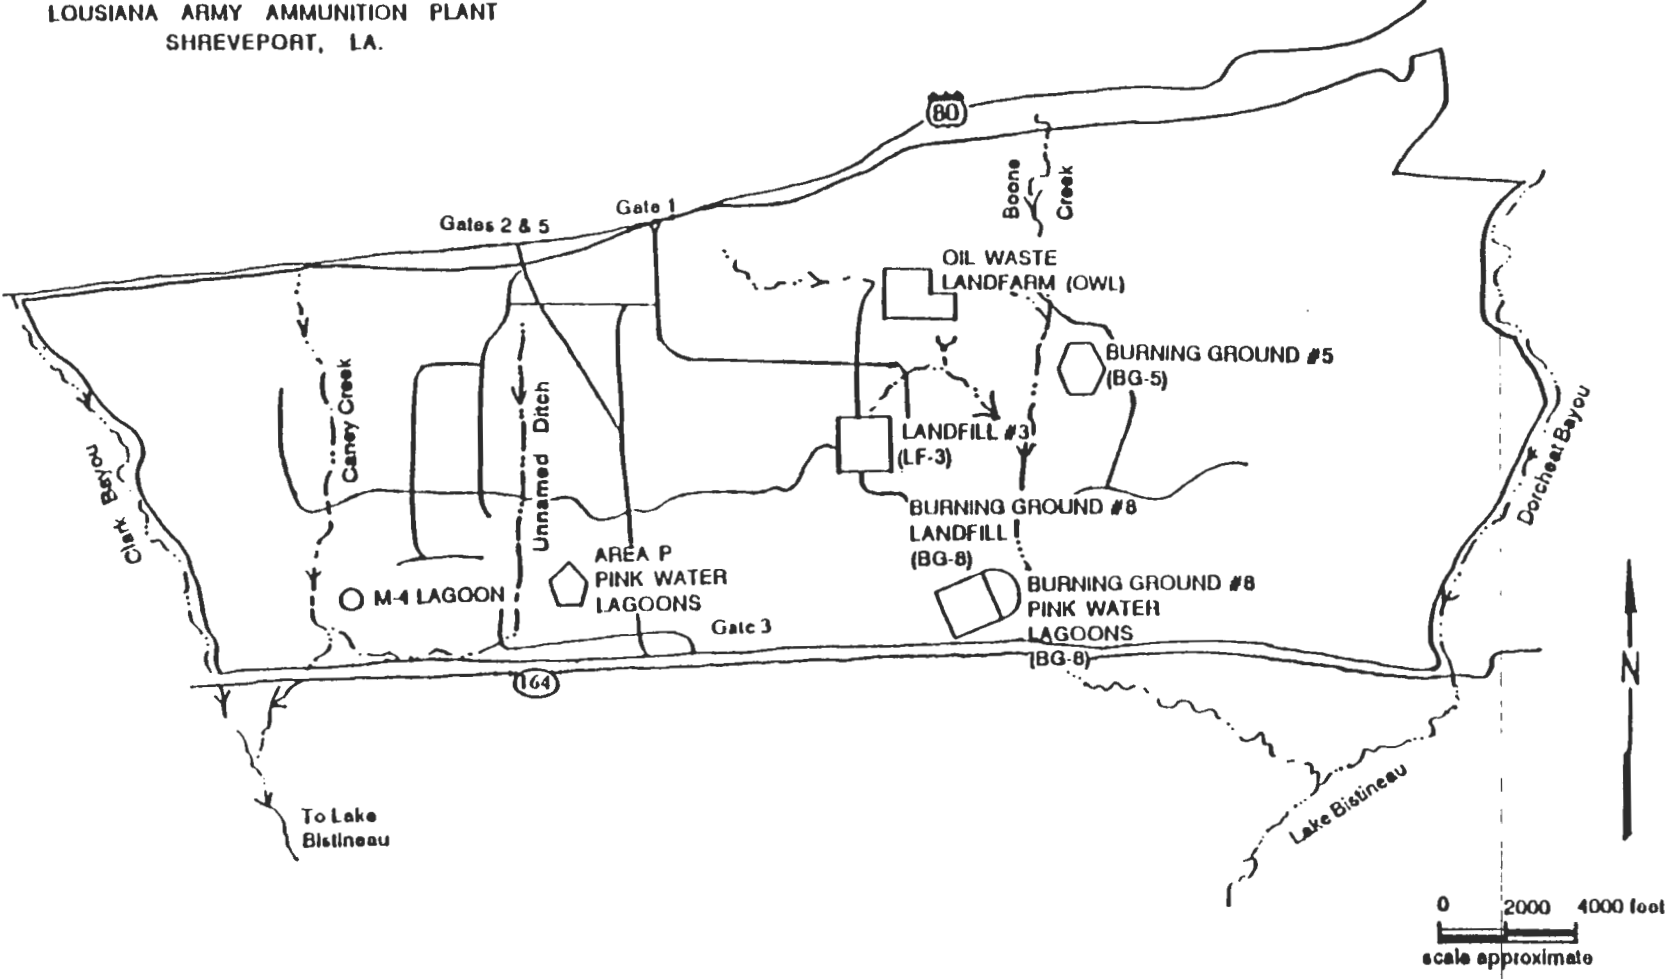 LOUSIANA ARMY AMMUNITION PLANT
SHREVEPORT, LA.
80
Boone
Creek
Gate 1
Gates 2 & 5
OIL WASTE
LANDFARM (OWL)
BURNING GROUND #5
(BG-5)
Caney Creek
Unnamed Ditch
Clark Bayou
LANDFILL #3
(LF-3)
Dorcheat Bayou
BURNING GROUND #8
LANDFILL
(BG-8)
AREA P
PINK WATER
LAGOONS
M-4 LAGOON
BURNING GROUND #8
PINK WATER
LAGOONS
(BG-8)
Gate 3
164
N
To Lake
Bistineau
Lake Bistineau
0 2000 4000 foot
scale approximate